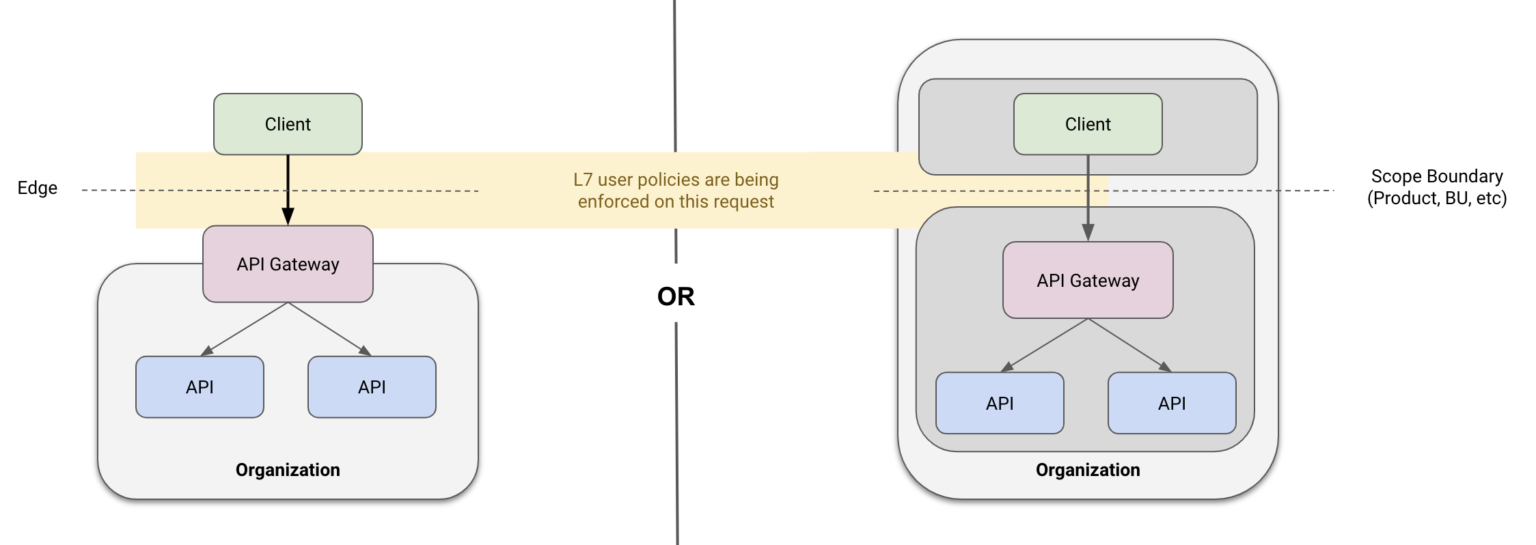 Client
Edge
API Gateway
API
API
Organization
L7 user policies are being
enforced on this request
OR
Client
Scope Boundary
(Product, BU, etc)
API Gateway
API
API
Organization